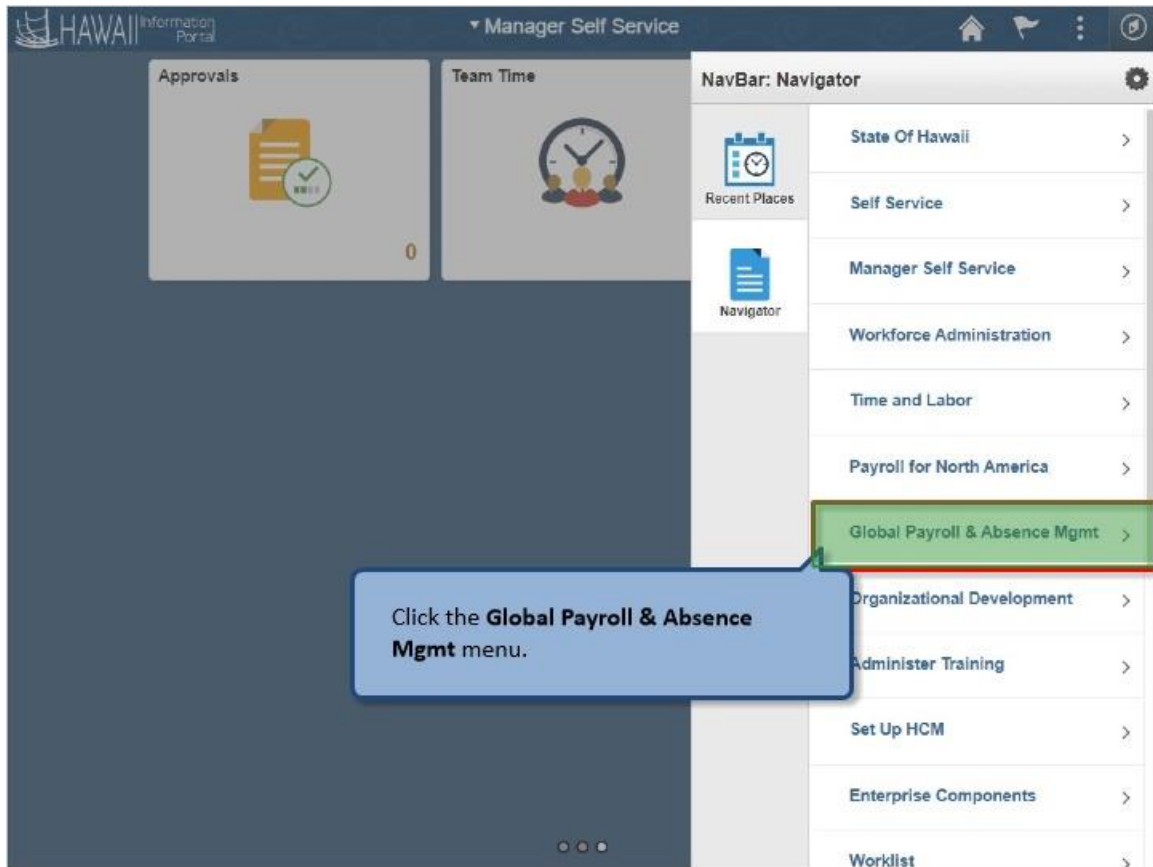 HAWAII Information
Portal
Manager Self Service
Approvals
0
Team Time
NavBar: Navigator
Recent Places
Navigator
State Of Hawaii
Self Service
Manager Self Service
Workforce Administration
Time and Labor
Payroll for North America
Global Payroll & Absence Mgmt
Organizational Development
Administer Training
Set Up HCM
Enterprise Components
Worklist
Click the Global Payroll & Absence
Mgmt menu.